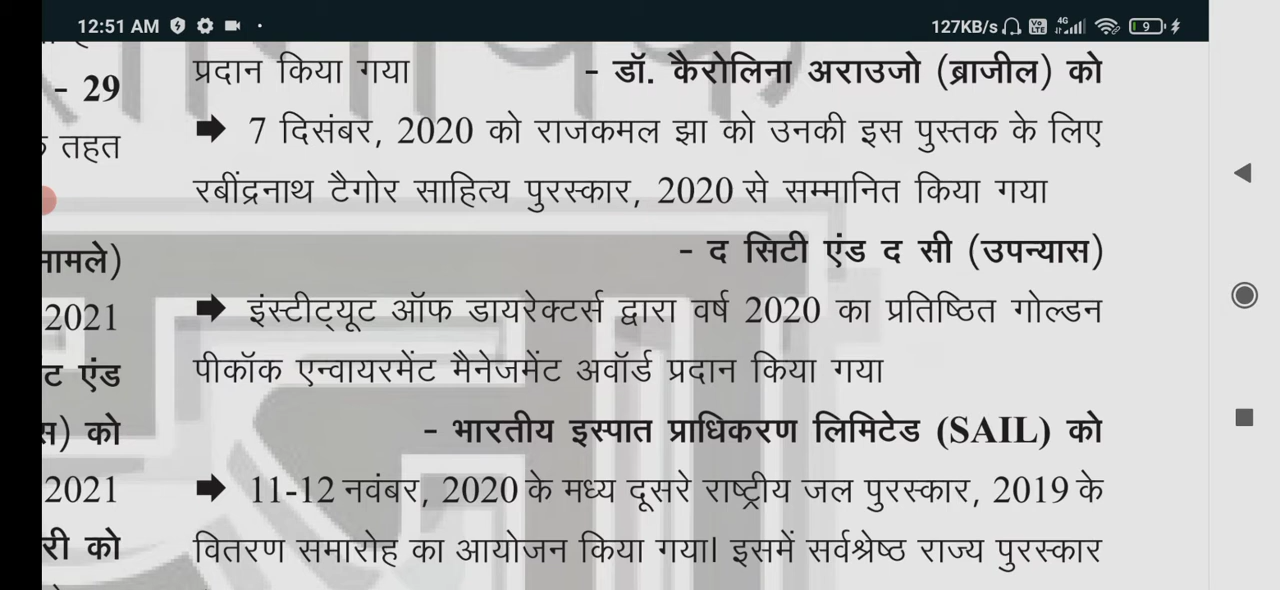 12:51 AM
127KB/s
4G
9
- 29
तहत
2021
एंड
को
2021
को
प्रदान किया गया
- डॉ. कैरोलिना अराउजो (ब्राजील) को
➡ 7 दिसंबर, 2020 को राजकमल झा को उनकी इस पुस्तक के लिए
रबींद्रनाथ टैगोर साहित्य पुरस्कार, 2020 से सम्मानित किया गया
- द सिटी एंड द सी (उपन्यास)
➡ इंस्टीट्यूट ऑफ डायरेक्टर्स द्वारा वर्ष 2020 का प्रतिष्ठित गोल्डन
पीकॉक एन्वायरमेंट मैनेजमेंट अवॉर्ड प्रदान किया गया
- भारतीय इस्पात प्राधिकरण लिमिटेड (SAIL) को
➡ 11-12 नवंबर, 2020 के मध्य दूसरे राष्ट्रीय जल पुरस्कार, 2019 के
वितरण समारोह का आयोजन किया गया। इसमें सर्वश्रेष्ठ राज्य पुरस्कार